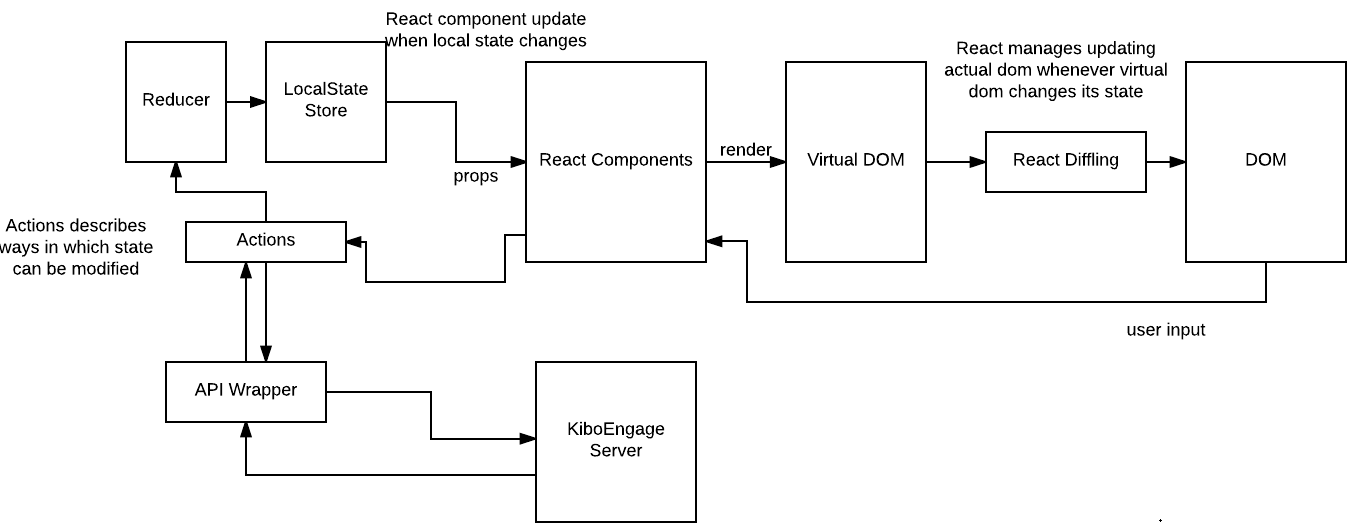 React component update
when local state changes
Reducer
LocalState
Store
props
React Components
render
Virtual DOM
React manages updating
actual dom whenever virtual
dom changes its state
React Diffling
DOM
Actions describes
ways in which state
can be modified
Actions
user input
API Wrapper
KiboEngage
Server